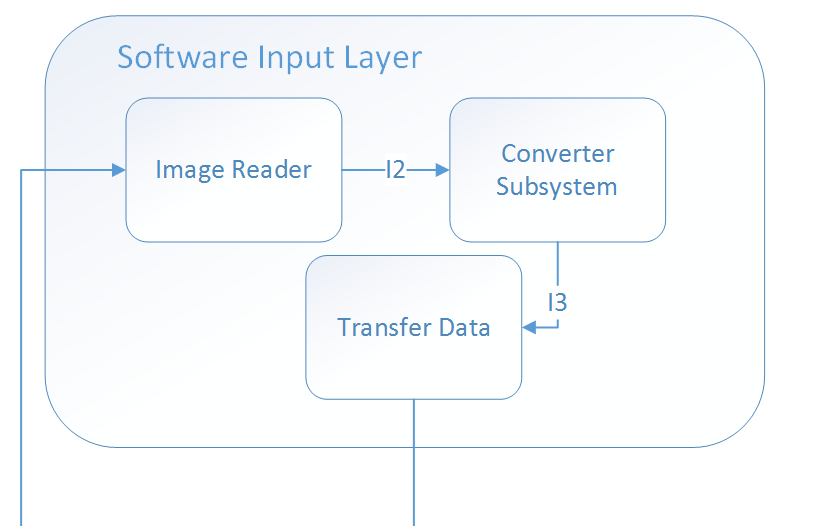 Software Input Layer
Image Reader
I2
Converter
Subsystem
I3
Transfer Data